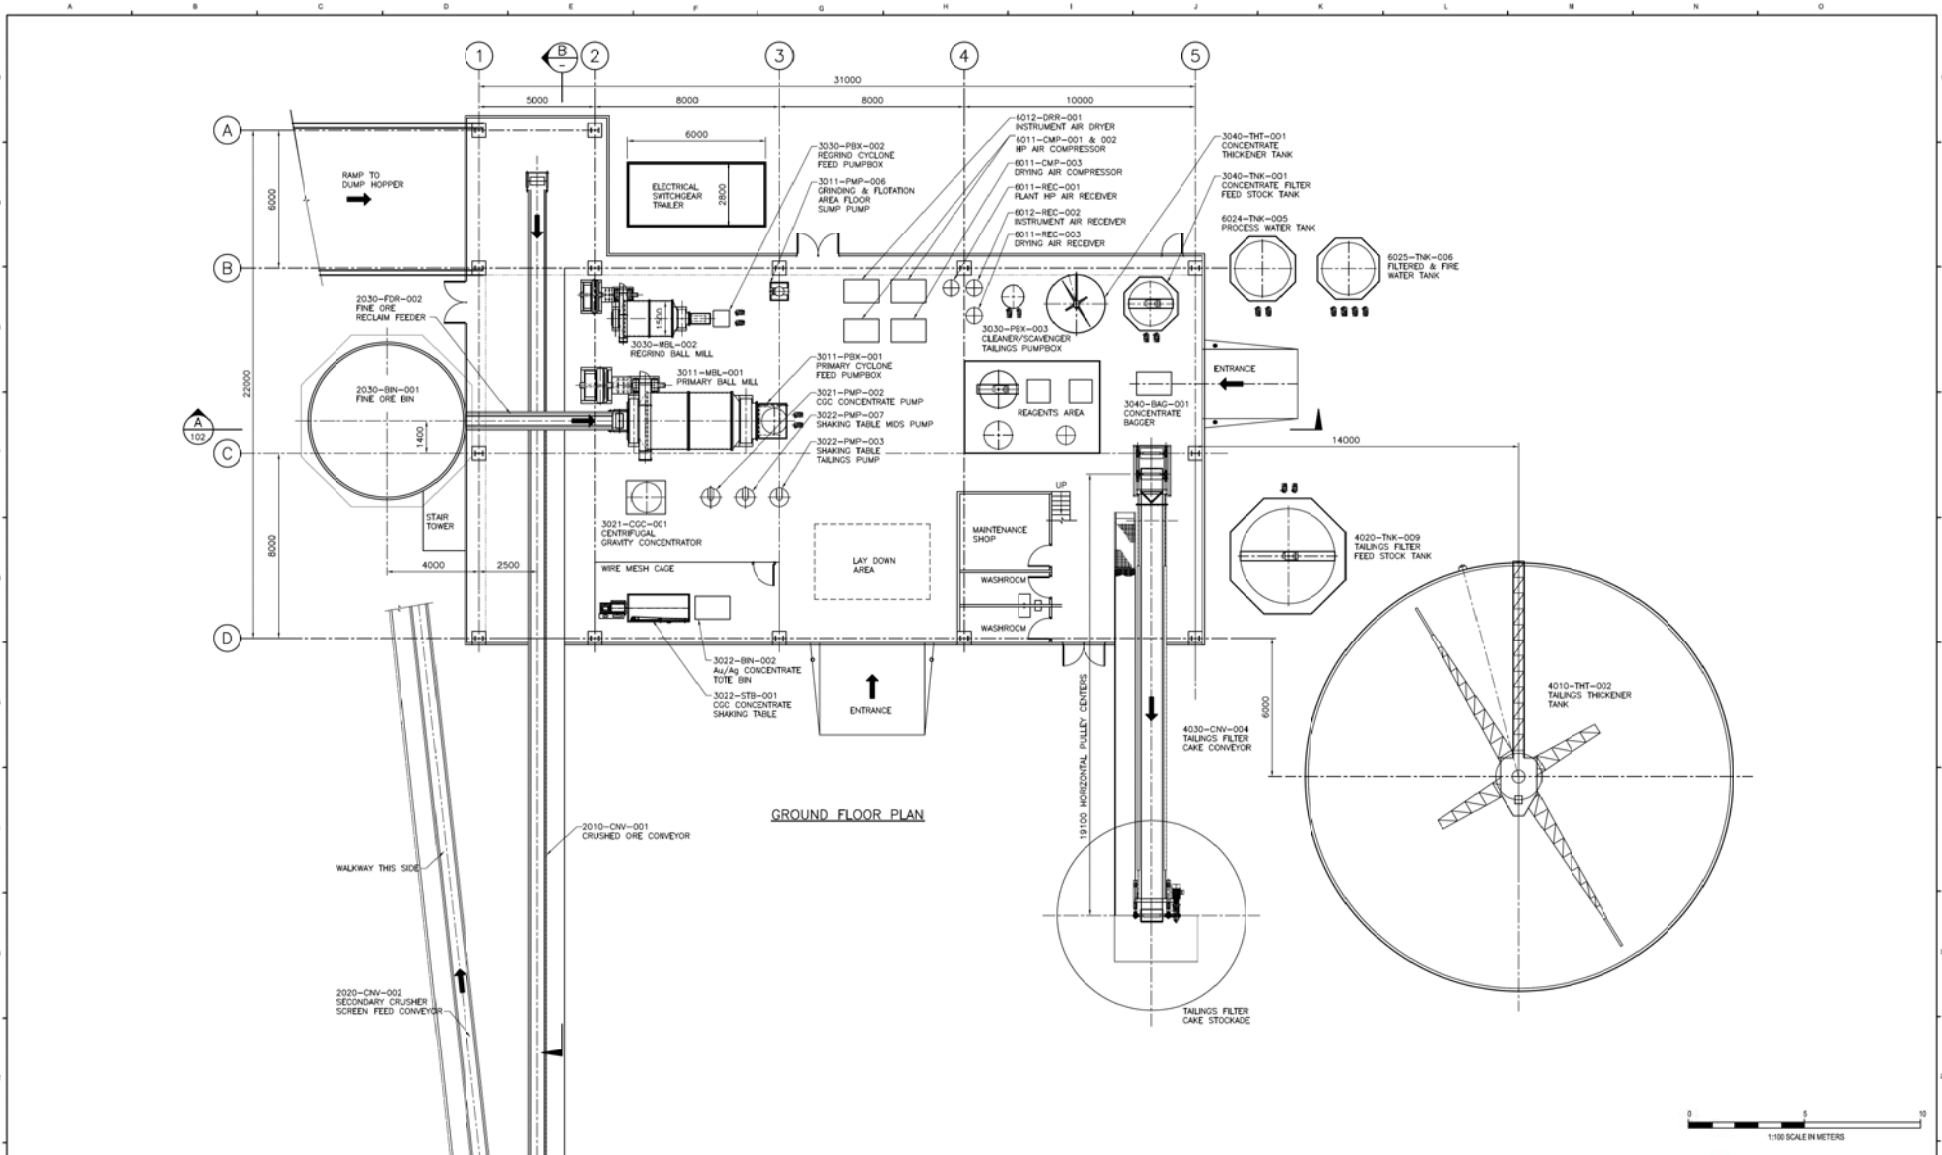 A B C D E F G H I J K L M N O
1 B 2 3 4 5
-
31000
5000 8000 8000 10000
A
B
C
D
6000
22000
8000
RAMP TO
DUMP HOPPER
6000
ELECTRICAL
SWITCHGEAR
TRAILER
2800
3030-PBX-002
REGRIND CYCLONE
FEED PUMPBOX
3011-PMP-006
GRINDING & FLOTATION
AREA FLOOR
SUMP PUMP
6012-DRR-001
INSTRUMENT AIR DRYER
6011-CMP-001 & 002
HP AIR COMPRESSOR
6011-CMP-003
DRYING AIR COMPRESSOR
6011-REC-001
PLANT HP AIR RECEIVER
6012-REC-002
INSTRUMENT AIR RECEIVER
6011-REC-003
DRYING AIR RECEIVER
3040-THT-001
CONCENTRATE
THICKENER TANK
3040-TNK-001
CONCENTRATE FILTER
FEED STOCK TANK
6024-TNK-005
PROCESS WATER TANK
6025-TNK-006
FILTERED & FIRE
WATER TANK
2030-FDR-002
FINE ORE
RECLAIM FEEDER
2030-BIN-001
FINE ORE BIN
A
102
1400
1500
3030-MBL-002
REGRIND BALL MILL
3011-MBL-001
PRIMARY BALL MILL
3011-PBX-001
PRIMARY CYCLONE
FEED PUMPBOX
3021-PMP-002
CGC CONCENTRATE PUMP
3022-PMP-007
SHAKING TABLE MIDS PUMP
3022-PMP-003
SHAKING TABLE
TAILINGS PUMP
3030-PBX-003
CLEANER/SCAVENGER
TAILINGS PUMPBOX
REAGENTS AREA
3040-BAG-001
CONCENTRATE
BAGGER
ENTRANCE
14000
STAIR
TOWER
4000 2500
3021-CGC-001
CENTRIFUGAL
GRAVITY CONCENTRATOR
WIRE MESH CAGE
LAY DOWN
AREA
UP
MAINTENANCE
SHOP
WASHROOM
WASHROOM
4020-TNK-009
TAILINGS FILTER
FEED STOCK TANK
3022-BIN-002
Au/Ag CONCENTRATE
TOTE BIN
3022-STB-001
CGC CONCENTRATE
SHAKING TABLE
ENTRANCE
19100 HORIZONTAL PULLEY CENTERS
6000
4030-CNV-004
TAILINGS FILTER
CAKE CONVEYOR
4010-THT-002
TAILINGS THICKENER
TANK
GROUND FLOOR PLAN
2010-CNV-001
CRUSHED ORE CONVEYOR
WALKWAY THIS SIDE
2020-CNV-002
SECONDARY CRUSHER
SCREEN FEED CONVEYOR
TAILINGS FILTER
CAKE STOCKADE
0 5 10
1:100 SCALE IN METERS